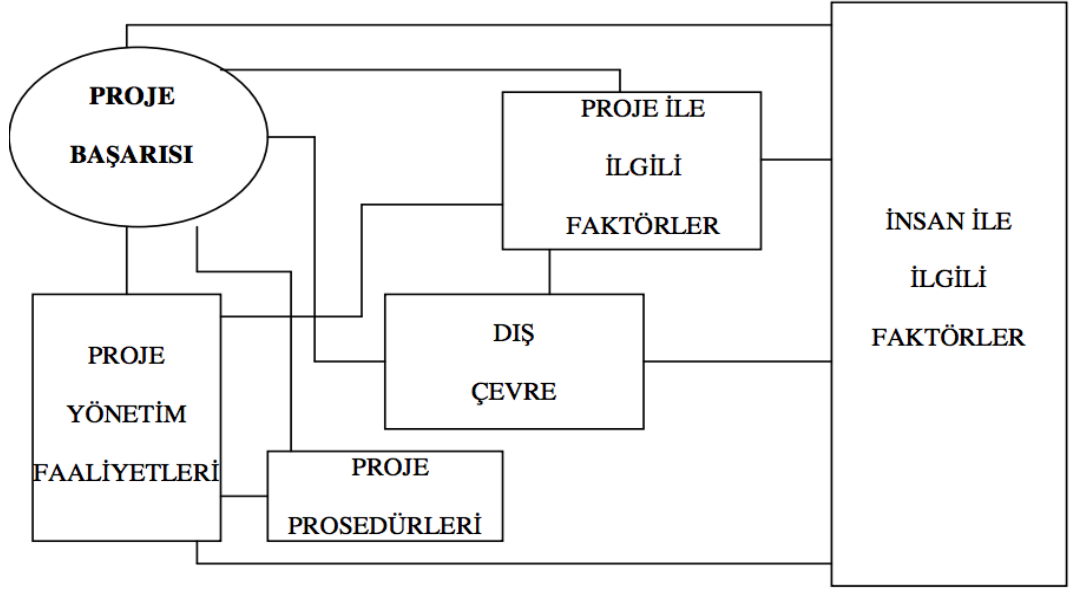 PROJE
BAŞARISI
PROJE İLE
İLGİLİ
FAKTÖRLER
İNSAN İLE
İLGİLİ
FAKTÖRLER
DIŞ
ÇEVRE
PROJE
YÖNETİM
FAALİYETLERİ
PROJE
PROSEDÜRLERİ